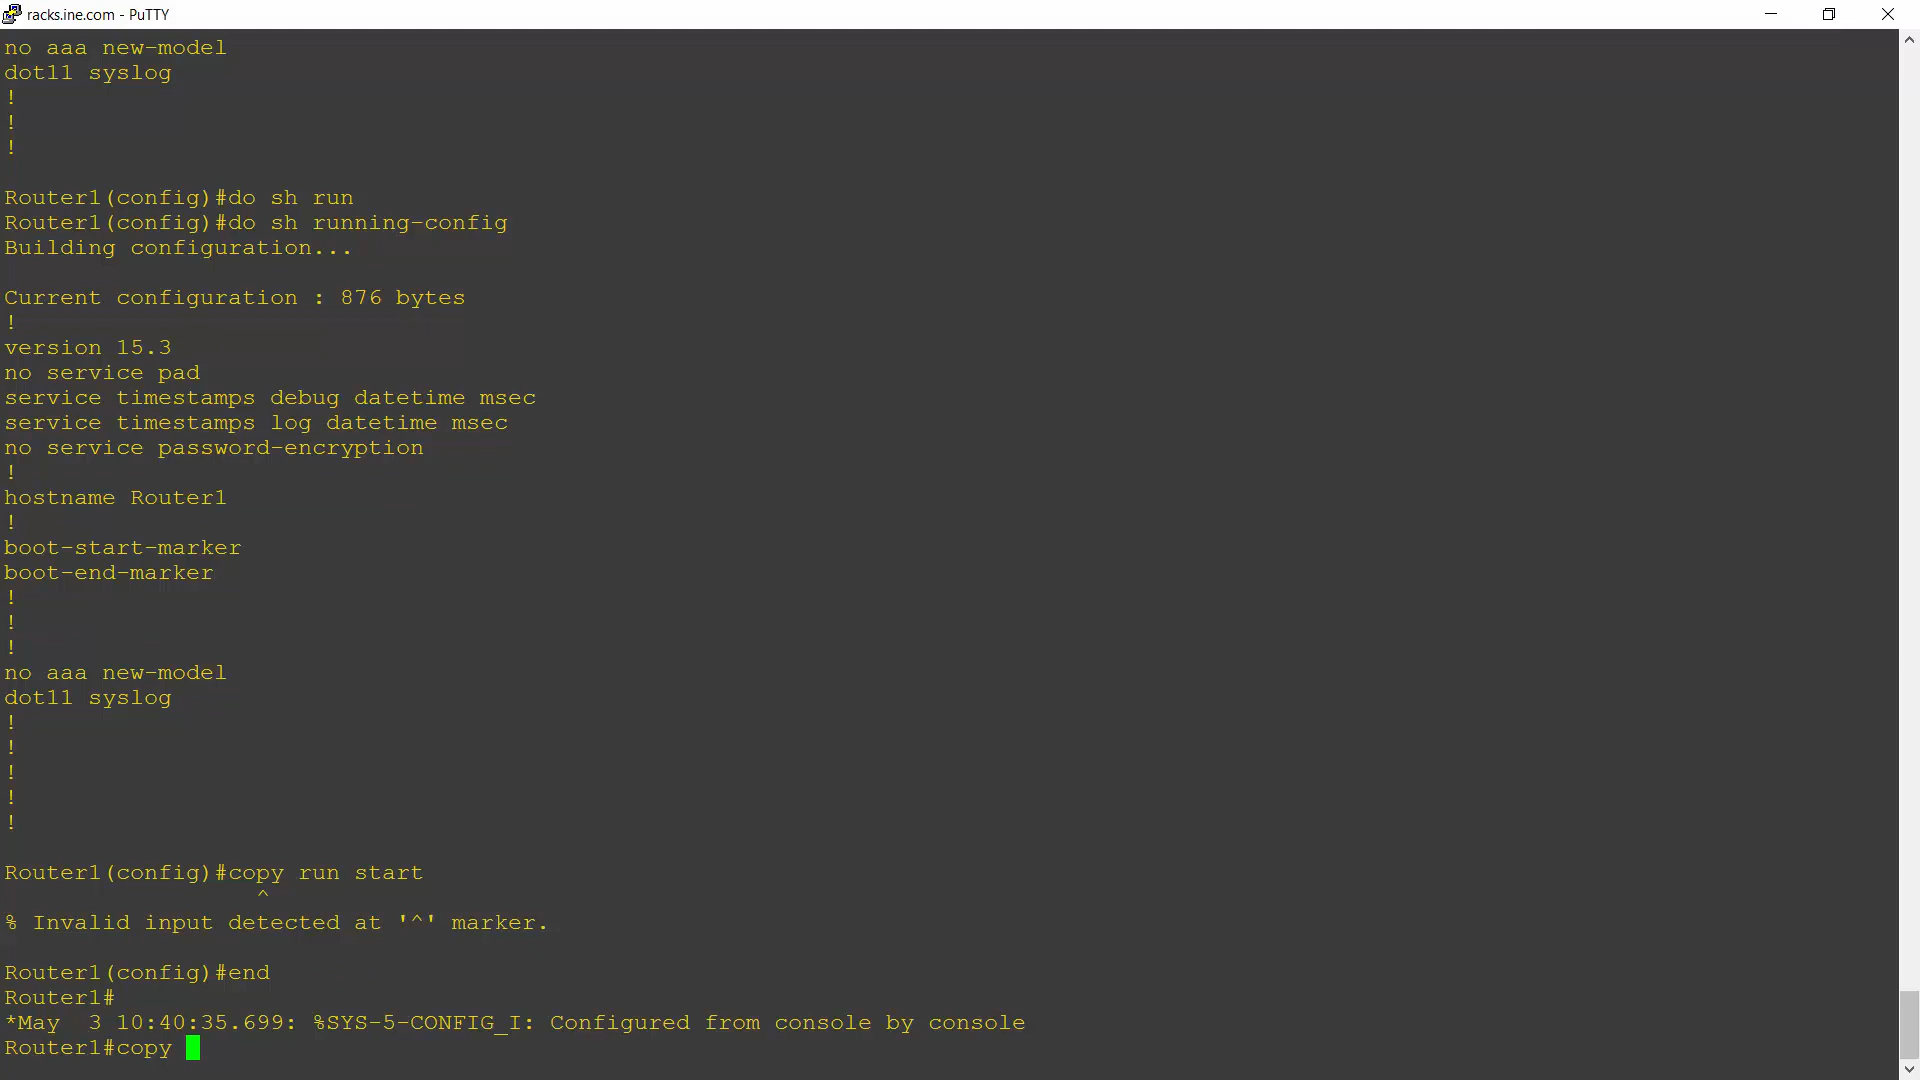 racks.ine.com - PuTTY
no aaa new-model
dot11 syslog
!
!
!
Router1(config)#do sh run
Router1(config)#do sh running-config
Building configuration...
Current configuration : 876 bytes
!
version 15.3
no service pad
service timestamps debug datetime msec
service timestamps log datetime msec
no service password-encryption
!
hostname Router1
!
boot-start-marker
boot-end-marker
!
!
!
no aaa new-model
dot11 syslog
!
!
!
!
!
Router1(config)#copy run start
^
% Invalid input detected at '^' marker.
Router1(config)#end
Router1#
*May  3 10:40:35.699: %SYS-5-CONFIG_I: Configured from console by console
Router1#copy